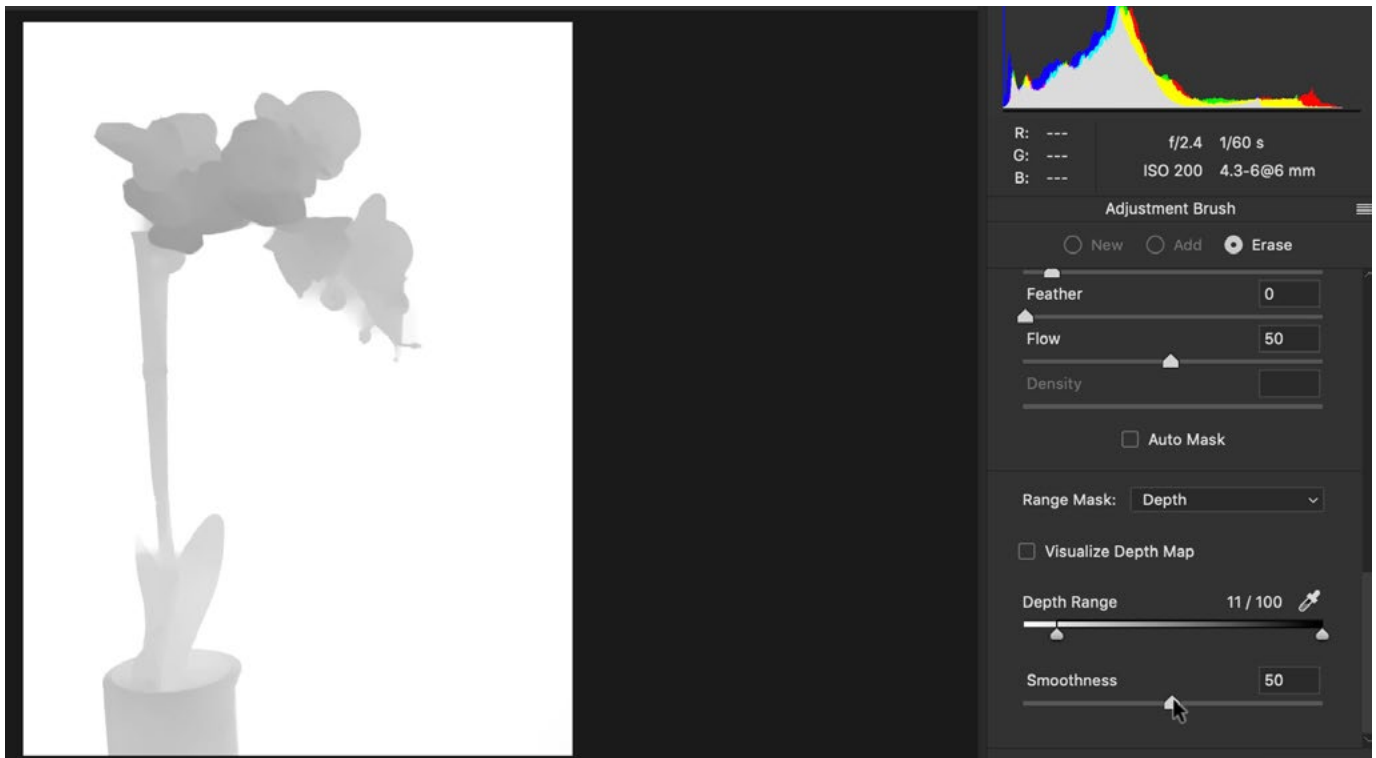 R: ---
G: ---
B: ---
f/2.4 1/60 s
ISO 200 4.3-6@6 mm
Adjustment Brush
New Add Erase
Feather 0
Flow 50
Density
Auto Mask
Range Mask: Depth
Visualize Depth Map
Depth Range 11 / 100
Smoothness 50